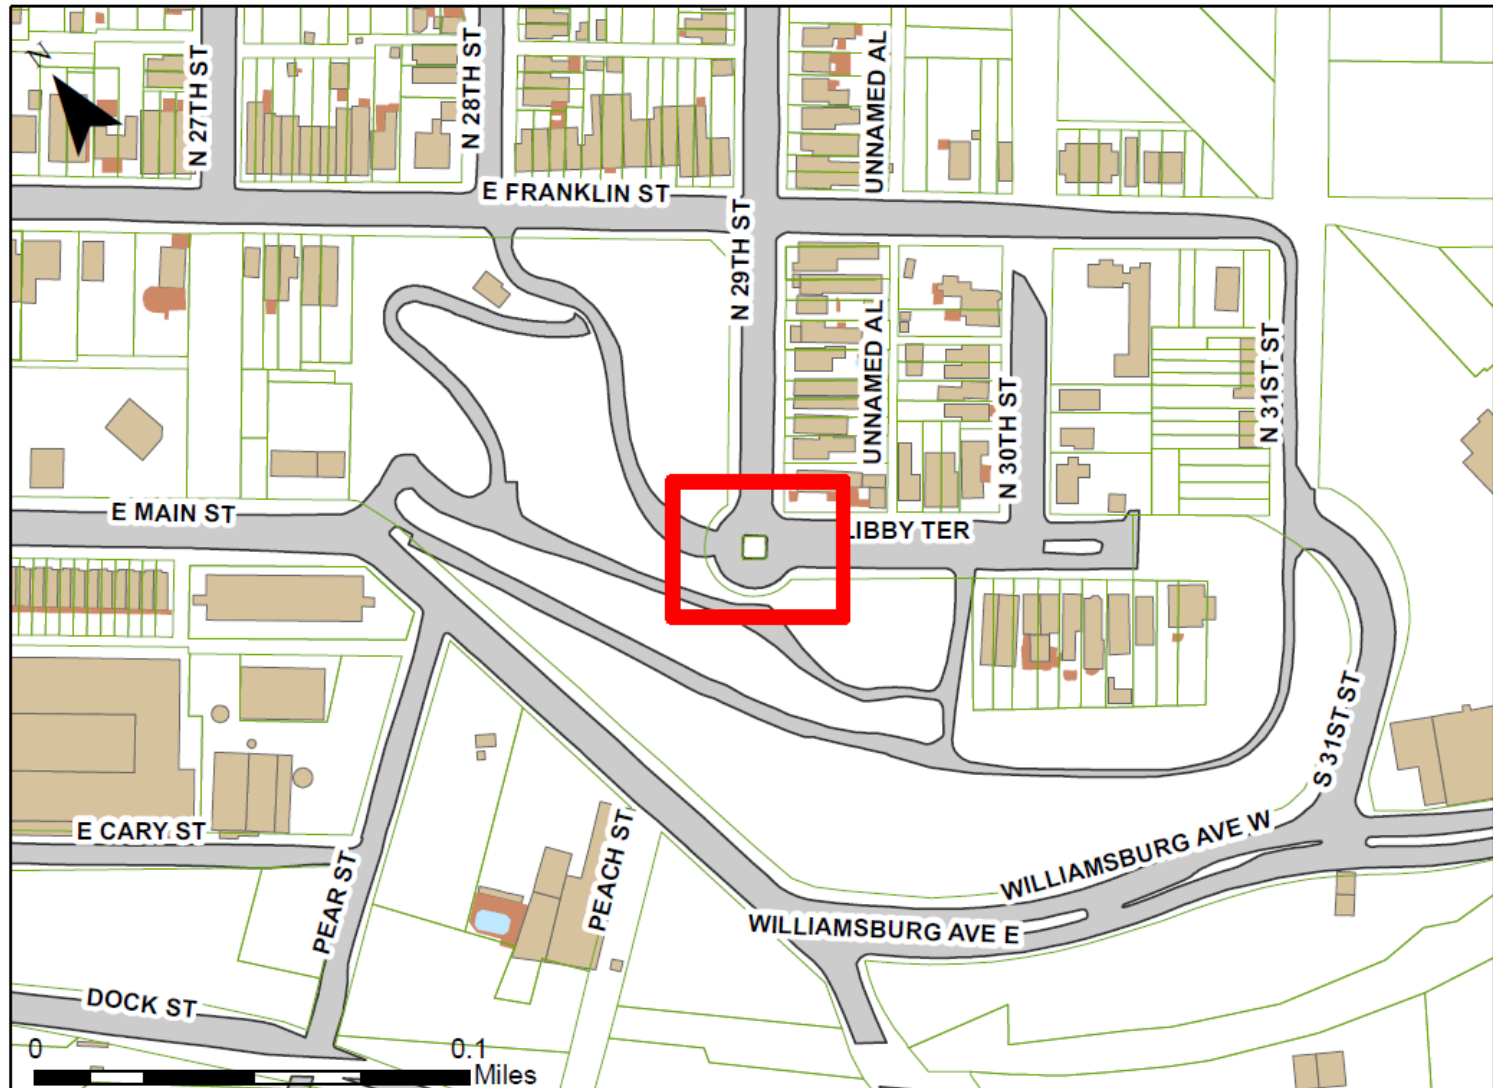 N
N 27TH ST
N 28TH ST
UNNAMED AL
E FRANKLIN ST
N 29TH ST
UNNAMED AL
N 30TH ST
N 31ST ST
E MAIN ST
LIBBY TER
S 31ST ST
E CARY ST
PEAR ST
PEACH ST
WILLIAMSBURG AVE W
WILLIAMSBURG AVE E
DOCK ST
0 0.1
Miles